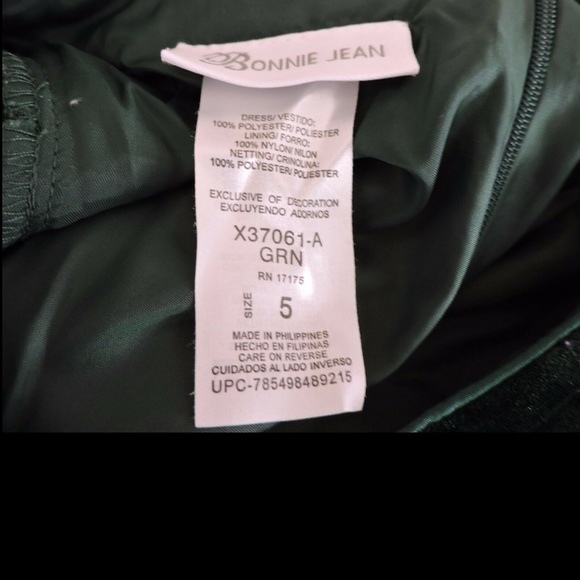 BONNIE JEAN
DRESS/ VESTIDO:
100% POLYESTER/ POLIESTER
LINING/ FORRO:
100% NYLON/ NILON
NETTING/ CRINOLINA:
100% POLYESTER/ POLIESTER
EXCLUSIVE OF DECORATION
EXCLUYENDO ADORNOS
X37061-A
GRN
RN 17175
SIZE 5
MADE IN PHILIPPINES
HECHO EN FILIPINAS
CARE ON REVERSE
CUIDADOS AL LADO INVERSO
UPC-785498489215